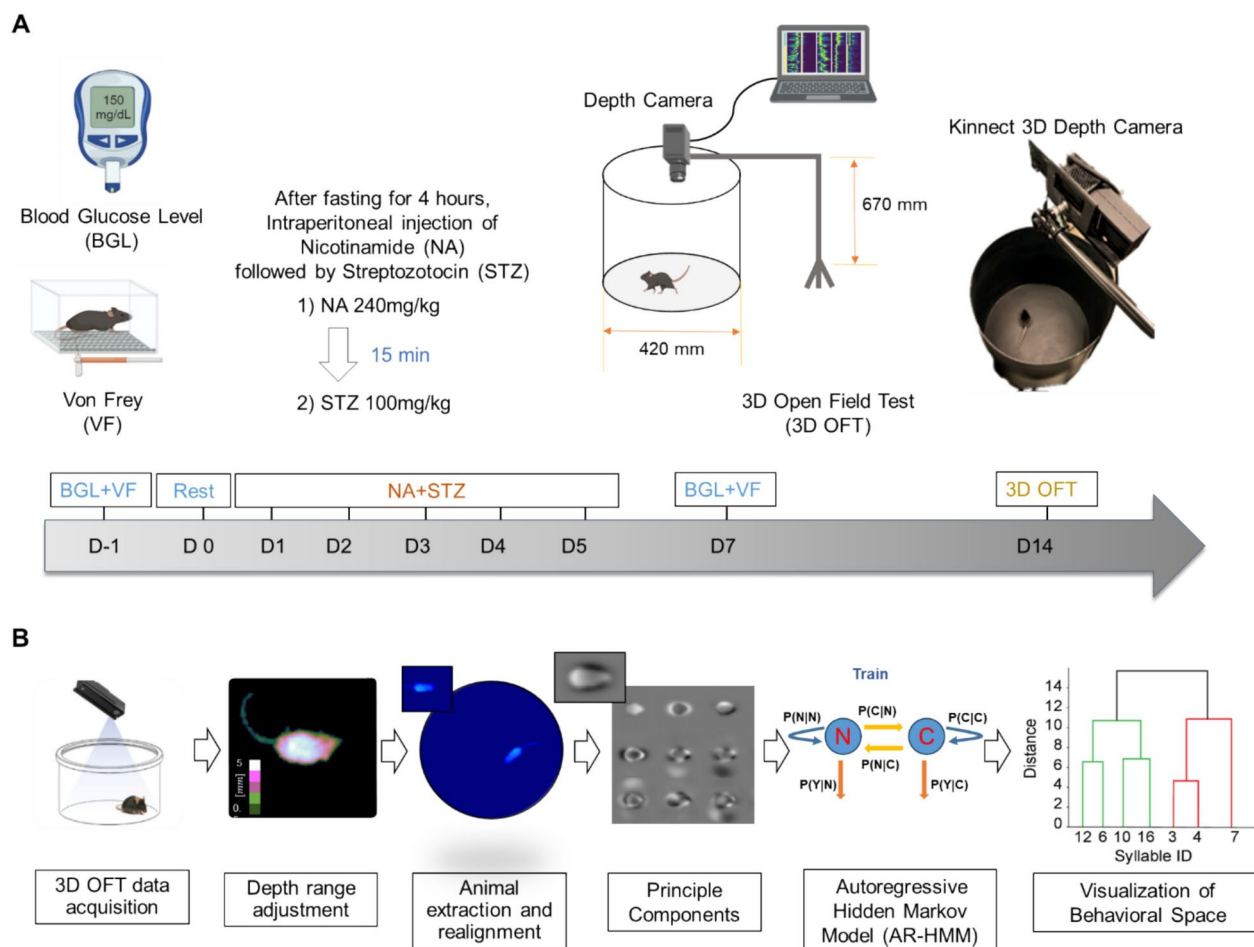 A
150
mg/dL
Blood Glucose Level
(BGL)
Von Frey
(VF)
After fasting for 4 hours,
Intraperitoneal injection of
Nicotinamide (NA)
followed by Streptozotocin (STZ)
1) NA 240mg/kg
15 min
2) STZ 100mg/kg
Depth Camera
670 mm
420 mm
3D Open Field Test
(3D OFT)
Kinnect 3D Depth Camera
BGL+VF
Rest
NA+STZ
BGL+VF
3D OFT
D-1
D 0
D1
D2
D3
D4
D5
D7
D14
B
5
[mm]
0.
Train
P(N|N)
P(C|N)
P(C|C)
N
C
P(N|C)
P(Y|N)
P(Y|C)
Distance
14
12
10
8
6
4
2
0
12 6 10 16 3 4 7
Syllable ID
3D OFT data
acquisition
Depth range
adjustment
Animal
extraction and
realignment
Principle
Components
Autoregressive
Hidden Markov
Model (AR-HMM)
Visualization of
Behavioral Space